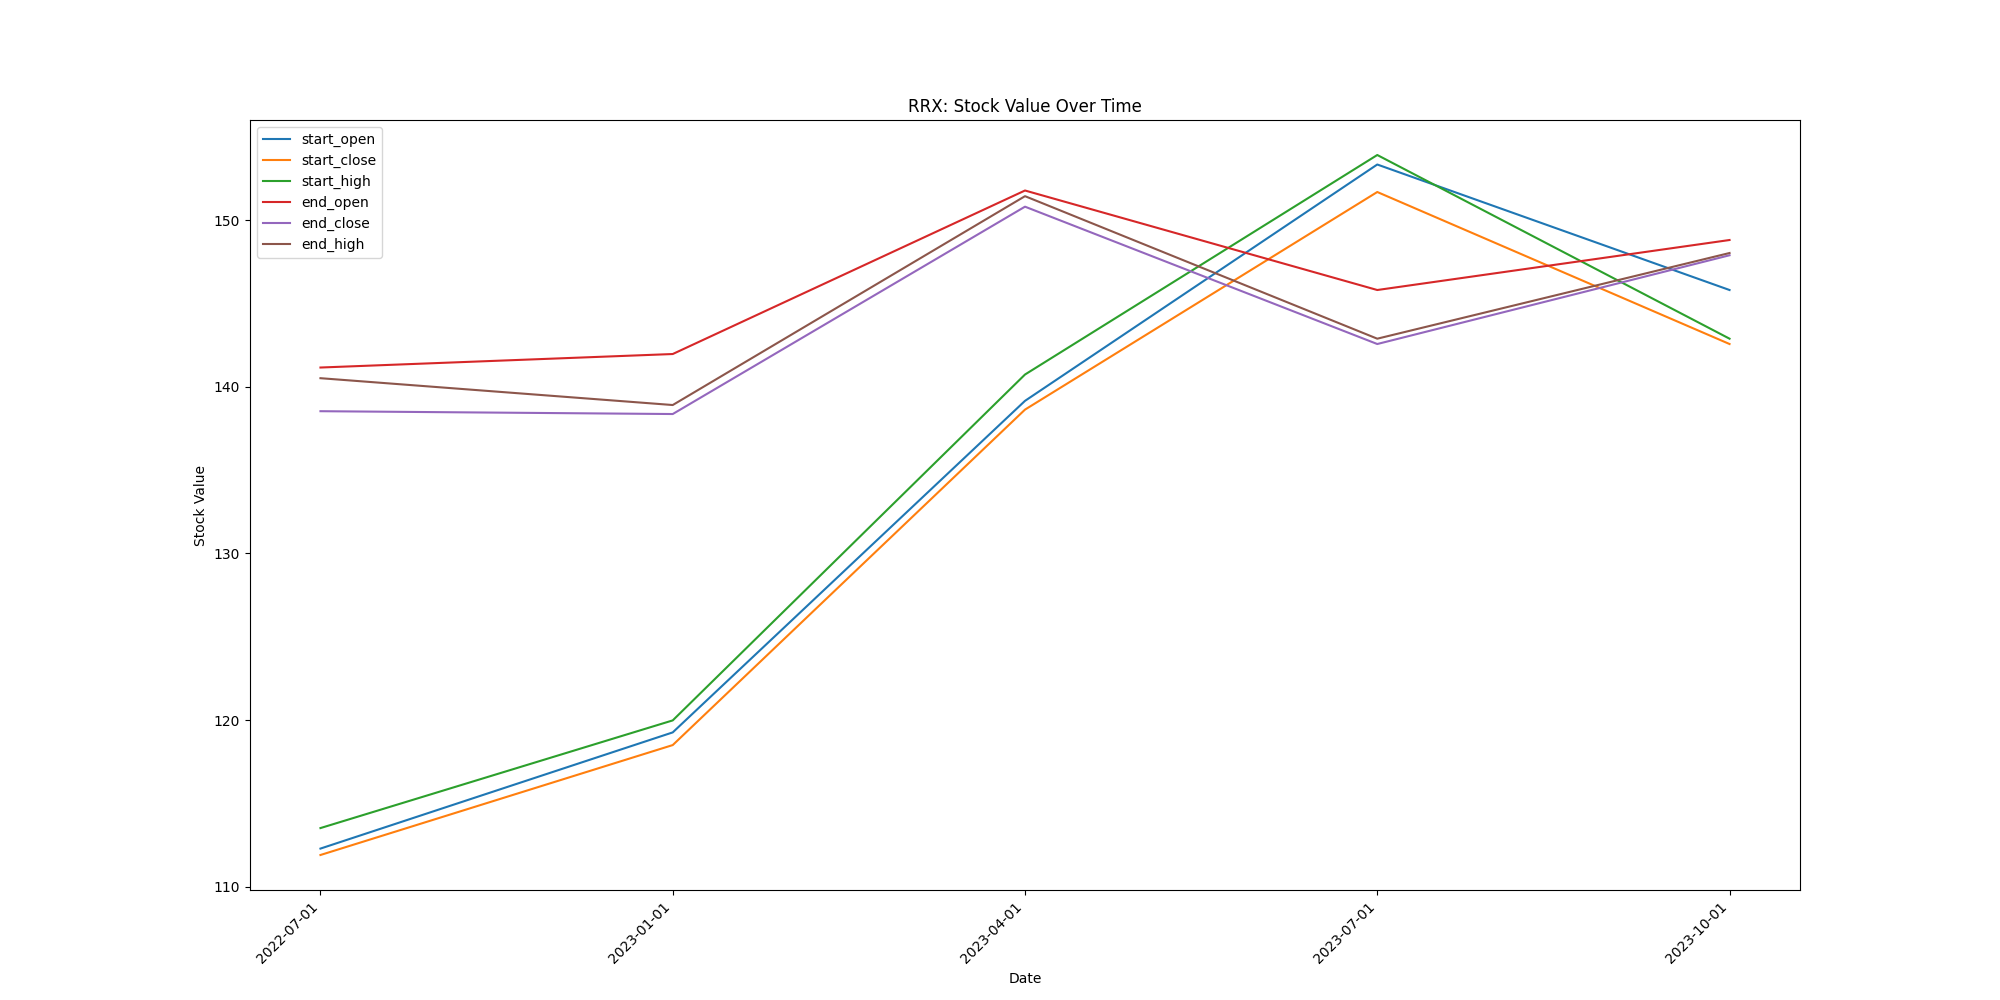 RRX: Stock Value Over Time
start_open
start_close
start_high
end_open
end_close
end_high
150
140
130
120
110
Stock Value
2022-07-01
2023-01-01
2023-04-01
2023-07-01
2023-10-01
Date